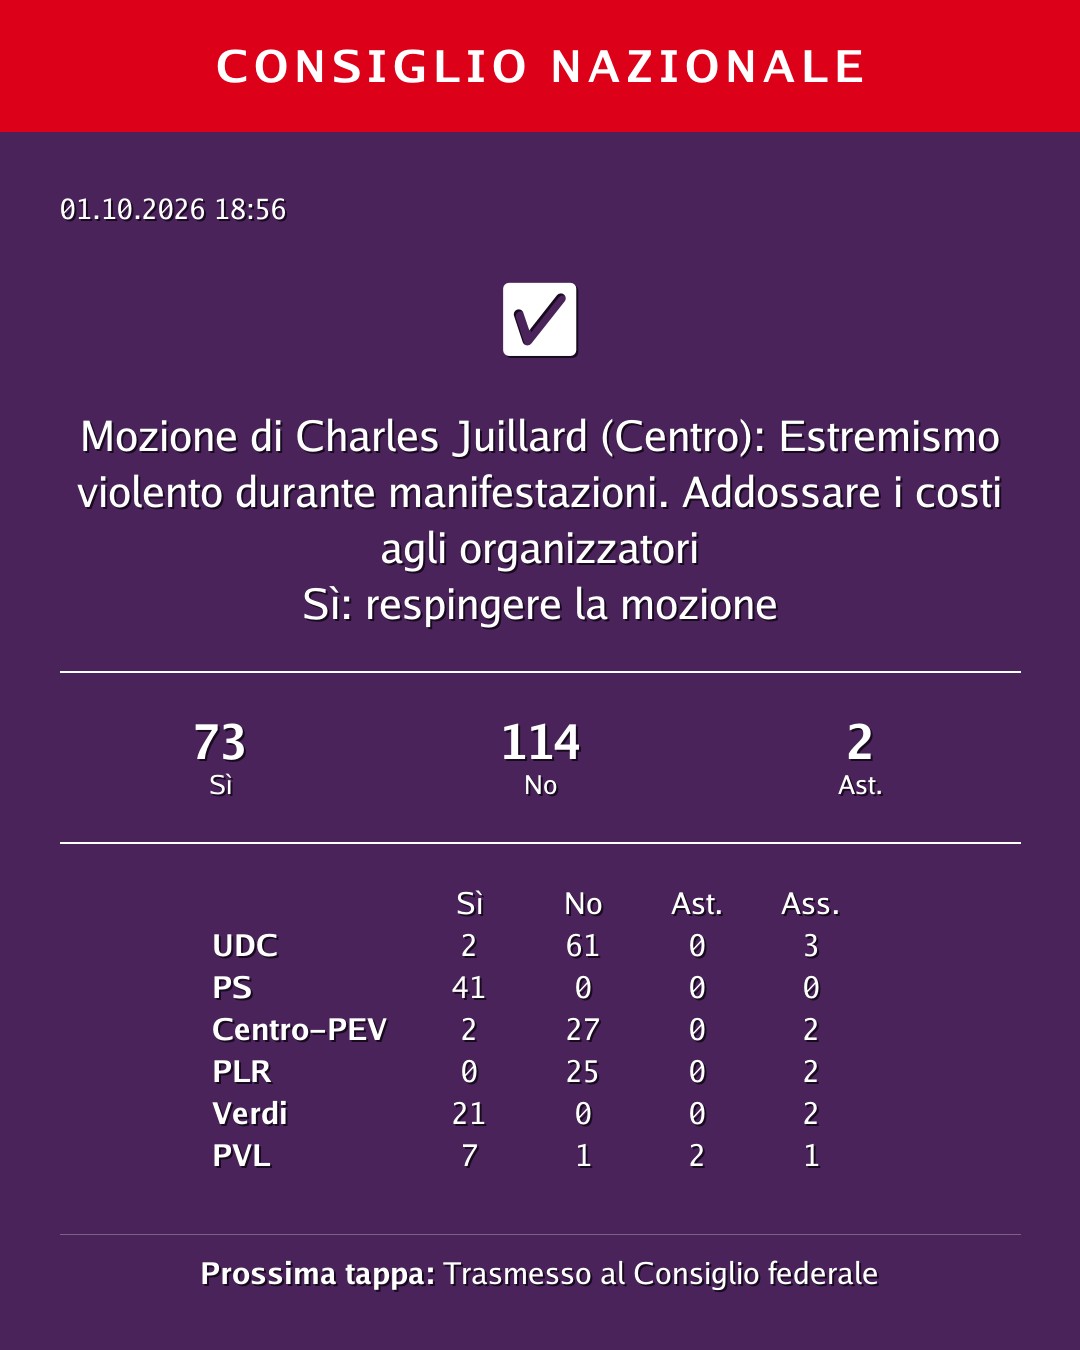 CONSIGLIO NAZIONALE
01.10.2026 18:56
Mozione di Charles Juillard (Centro): Estremismo
violento durante manifestazioni. Addossare i costi
agli organizzatori
Sì: respingere la mozione
73 114 2
Sì No Ast.
Sì No Ast. Ass.
UDC 2 61 0 3
PS 41 0 0 0
Centro–PEV 2 27 0 2
PLR 0 25 0 2
Verdi 21 0 0 2
PVL 7 1 2 1
Prossima tappa: Trasmesso al Consiglio federale